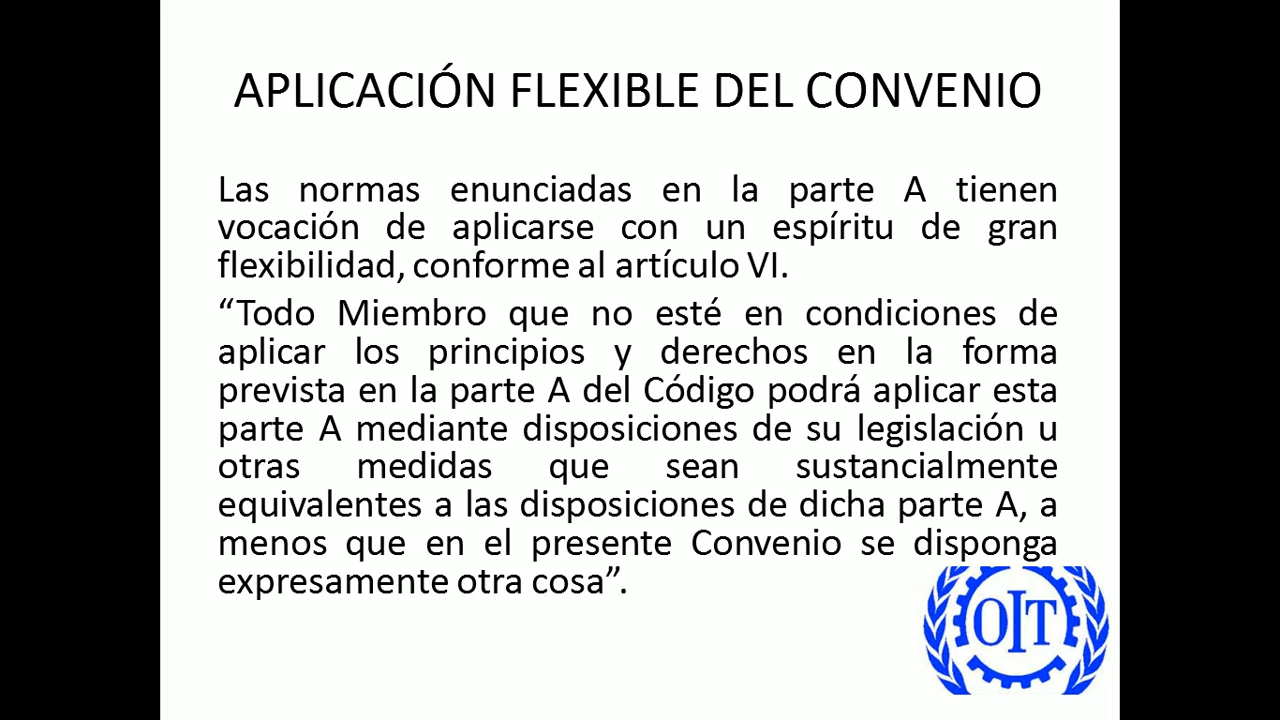 APLICACIÓN FLEXIBLE DEL CONVENIO
Las normas enunciadas en la parte A tienen
vocación de aplicarse con un espíritu de gran
flexibilidad, conforme al artículo VI.
“Todo Miembro que no esté en condiciones de
aplicar los principios y derechos en la forma
prevista en la parte A del Código podrá aplicar esta
parte A mediante disposiciones de su legislación u
otras medidas que sean sustancialmente
equivalentes a las disposiciones de dicha parte A, a
menos que en el presente Convenio se disponga
expresamente otra cosa”.
OIT